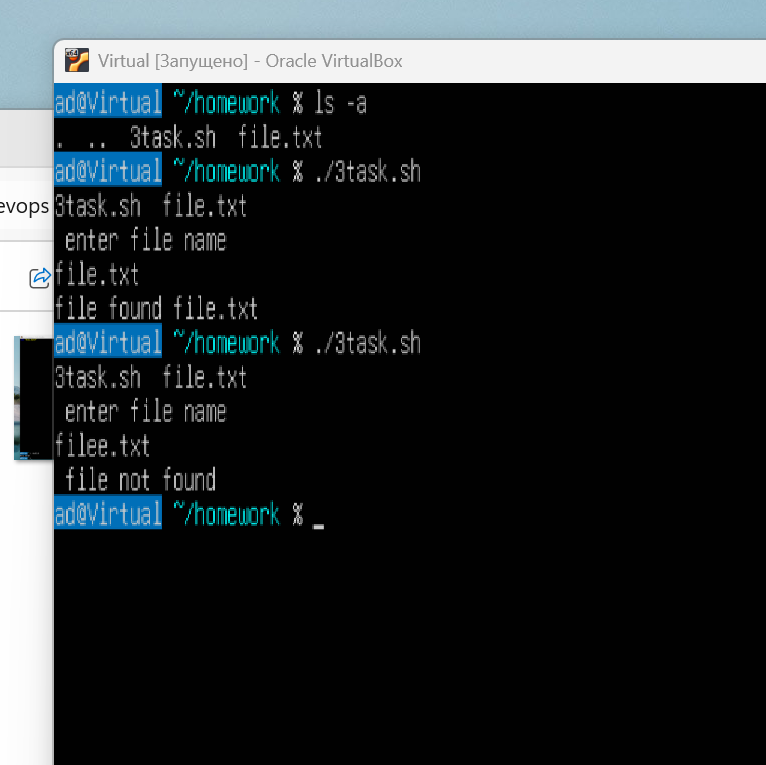 Virtual [Запущено] - Oracle VirtualBox
ad@Virtual ~/homework % ls -a
. .. 3task.sh file.txt
ad@Virtual ~/homework % ./3task.sh
3task.sh file.txt
enter file name
file.txt
file found file.txt
ad@Virtual ~/homework % ./3task.sh
3task.sh file.txt
enter file name
filee.txt
file not found
ad@Virtual ~/homework % _
evops